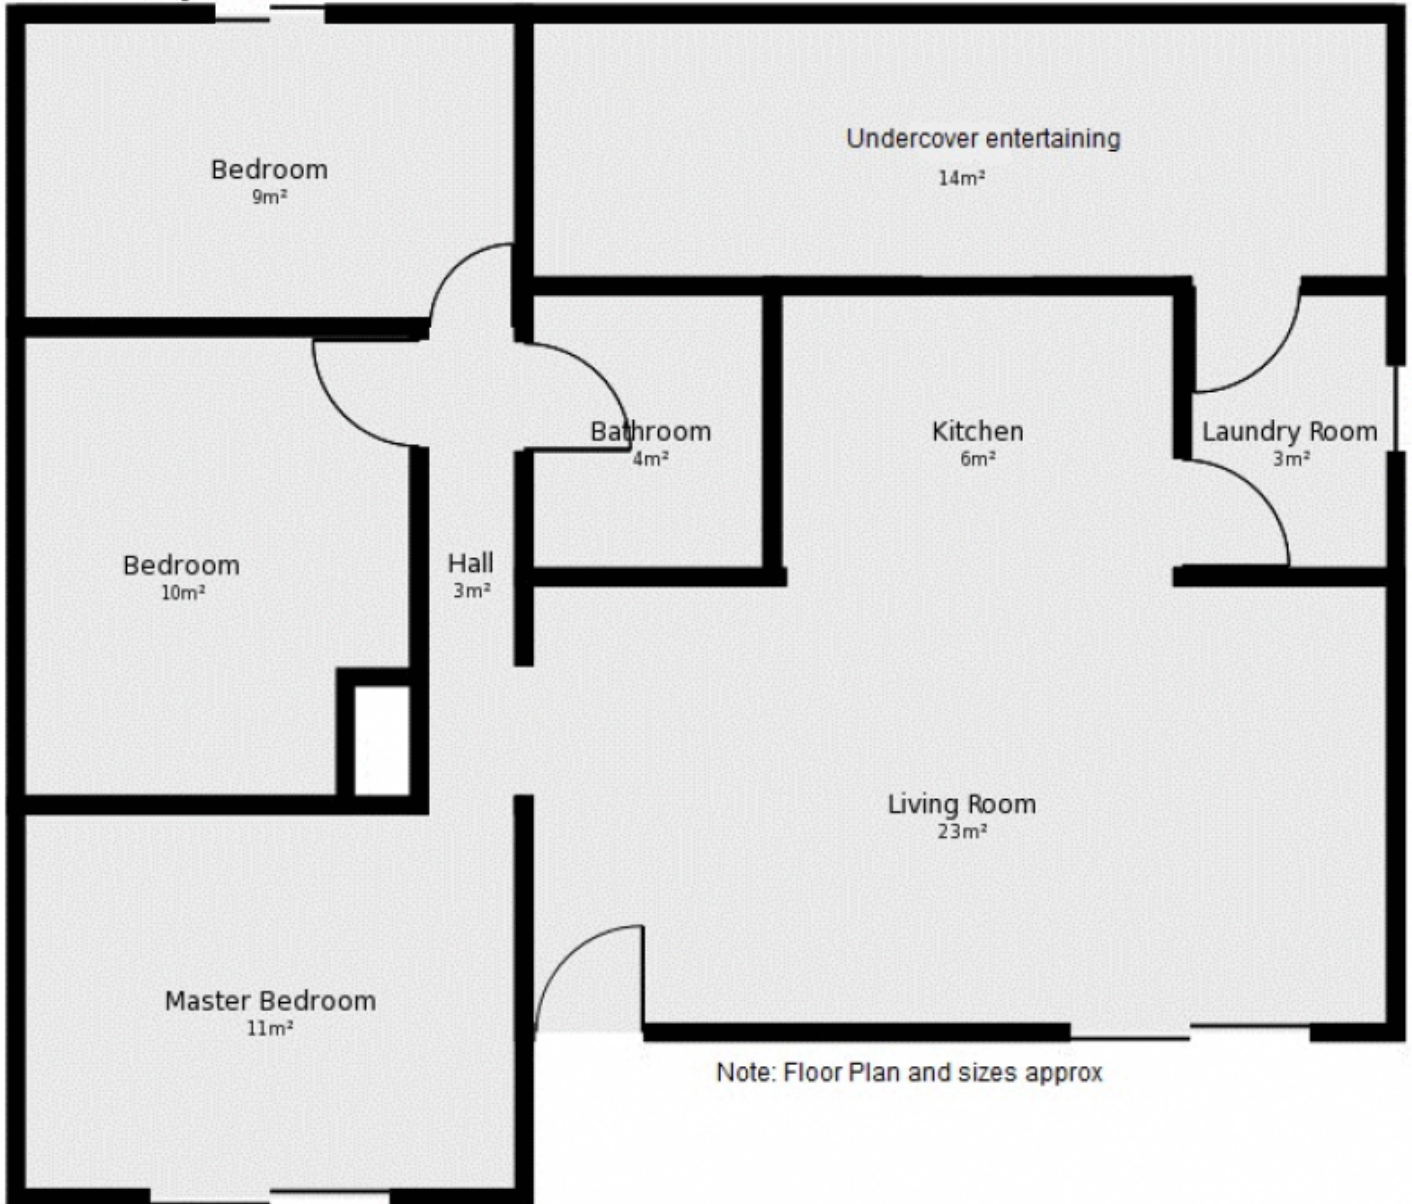 Bedroom
9m²
Undercover entertaining
14m²
Bathroom
4m²
Kitchen
6m²
Laundry Room
3m²
Bedroom
10m²
Hall
3m²
Living Room
23m²
Master Bedroom
11m²
Note: Floor Plan and sizes approx